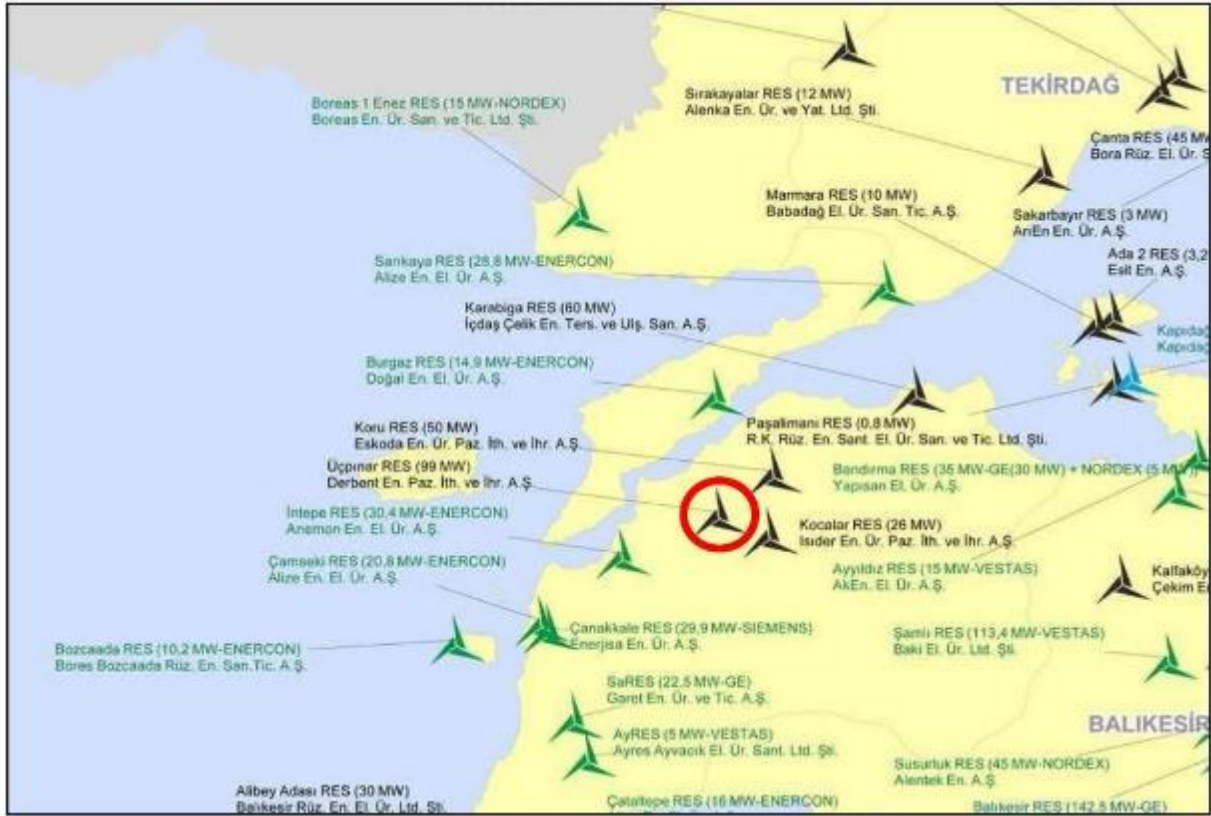 TEKİRDAĞ
Sırakayalar RES (12 MW)
Alenka En. Ür. ve Yat. Ltd. Şti.
Boreas 1 Enez RES (15 MW-NORDEX)
Boreas En. Ür. San. ve Tic. Ltd. Şti.
Çanta RES (45 MW
Bora Rüz. El. Ür. S
Marmara RES (10 MW)
Babadağ El. Ür. San. Tic. A.Ş.
Sakarbayır RES (3 MW)
ArıEn En. Ür. A.Ş.
Ada 2 RES (3,2
Esit En. A.Ş.
Sarıkaya RES (28,8 MW-ENERCON)
Alize En. El. Ür. A.Ş.
Karabiga RES (60 MW)
İçdaş Çelik En. Ters. ve Ulş. San. A.Ş.
Kapıdağ
Kapıdağ
Burgaz RES (14,9 MW-ENERCON)
Doğal En. El. Ür. A.Ş.
Paşalimanı RES (0,8 MW)
R.K. Rüz. En. Sant. El. Ür. San. ve Tic. Ltd. Şti.
Koru RES (50 MW)
Eskoda En. Ür. Paz. İth. ve İhr. A.Ş.
Üçpınar RES (99 MW)
Derbent En. Paz. İth. ve İhr. A.Ş.
Bandırma RES (35 MW-GE(30 MW) + NORDEX (5 MW))
Yapısan El. Ür. A.Ş.
İntepe RES (30,4 MW-ENERCON)
Anemon En. El. Ür. A.Ş.
Kocalar RES (26 MW)
Isıder En. Ür. Paz. İth. ve İhr. A.Ş.
Çamseki RES (20,8 MW-ENERCON)
Alize En. El. Ür. A.Ş.
Ayyıldız RES (15 MW-VESTAS)
AkEn. El. Ür. A.Ş.
Kalfaköy
Çekim En
Çanakkale RES (29,9 MW-SIEMENS)
Enerjisa En. Ür. A.Ş.
Şamlı RES (113,4 MW-VESTAS)
Baki El. Ür. Ltd. Şti.
Bozcaada RES (10,2 MW-ENERCON)
Bores Bozcaada Rüz. En. San.Tic. A.Ş.
SaRES (22,5 MW-GE)
Garet En. Ür. ve Tic. A.Ş.
BALIKESİR
AyRES (5 MW-VESTAS)
Ayres Ayvacık El. Ür. Sant. Ltd. Şti.
Susurluk RES (45 MW-NORDEX)
Alentek En. A.Ş.
Alibey Adası RES (30 MW)
Balıkesir Rüz. En. El. Ür. Ltd. Şti.
Çataltepe RES (16 MW-ENERCON)
Balıkesir RES (142,5 MW-GE)